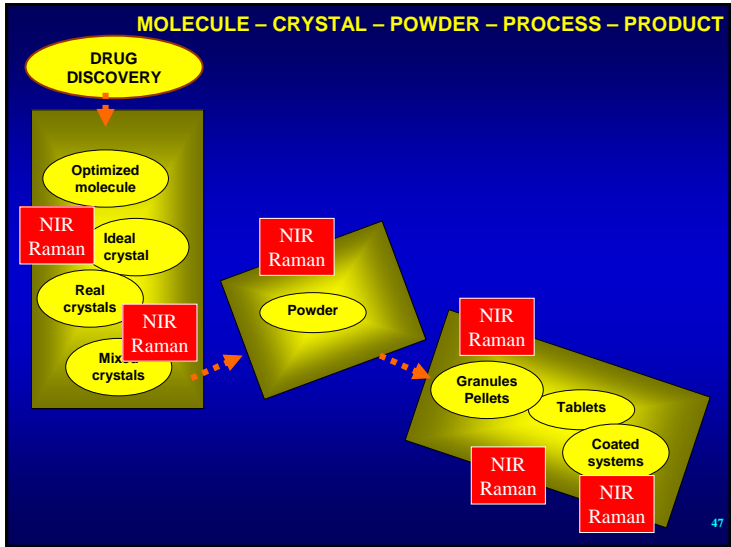 MOLECULE – CRYSTAL – POWDER – PROCESS – PRODUCT
DRUG
DISCOVERY
Optimized
molecule
NIR
Raman
Ideal
crystal
Real
crystals
NIR
Raman
Mixed
crystals
NIR
Raman
Powder
NIR
Raman
Granules
Pellets
Tablets
Coated
systems
NIR
Raman
NIR
Raman
47